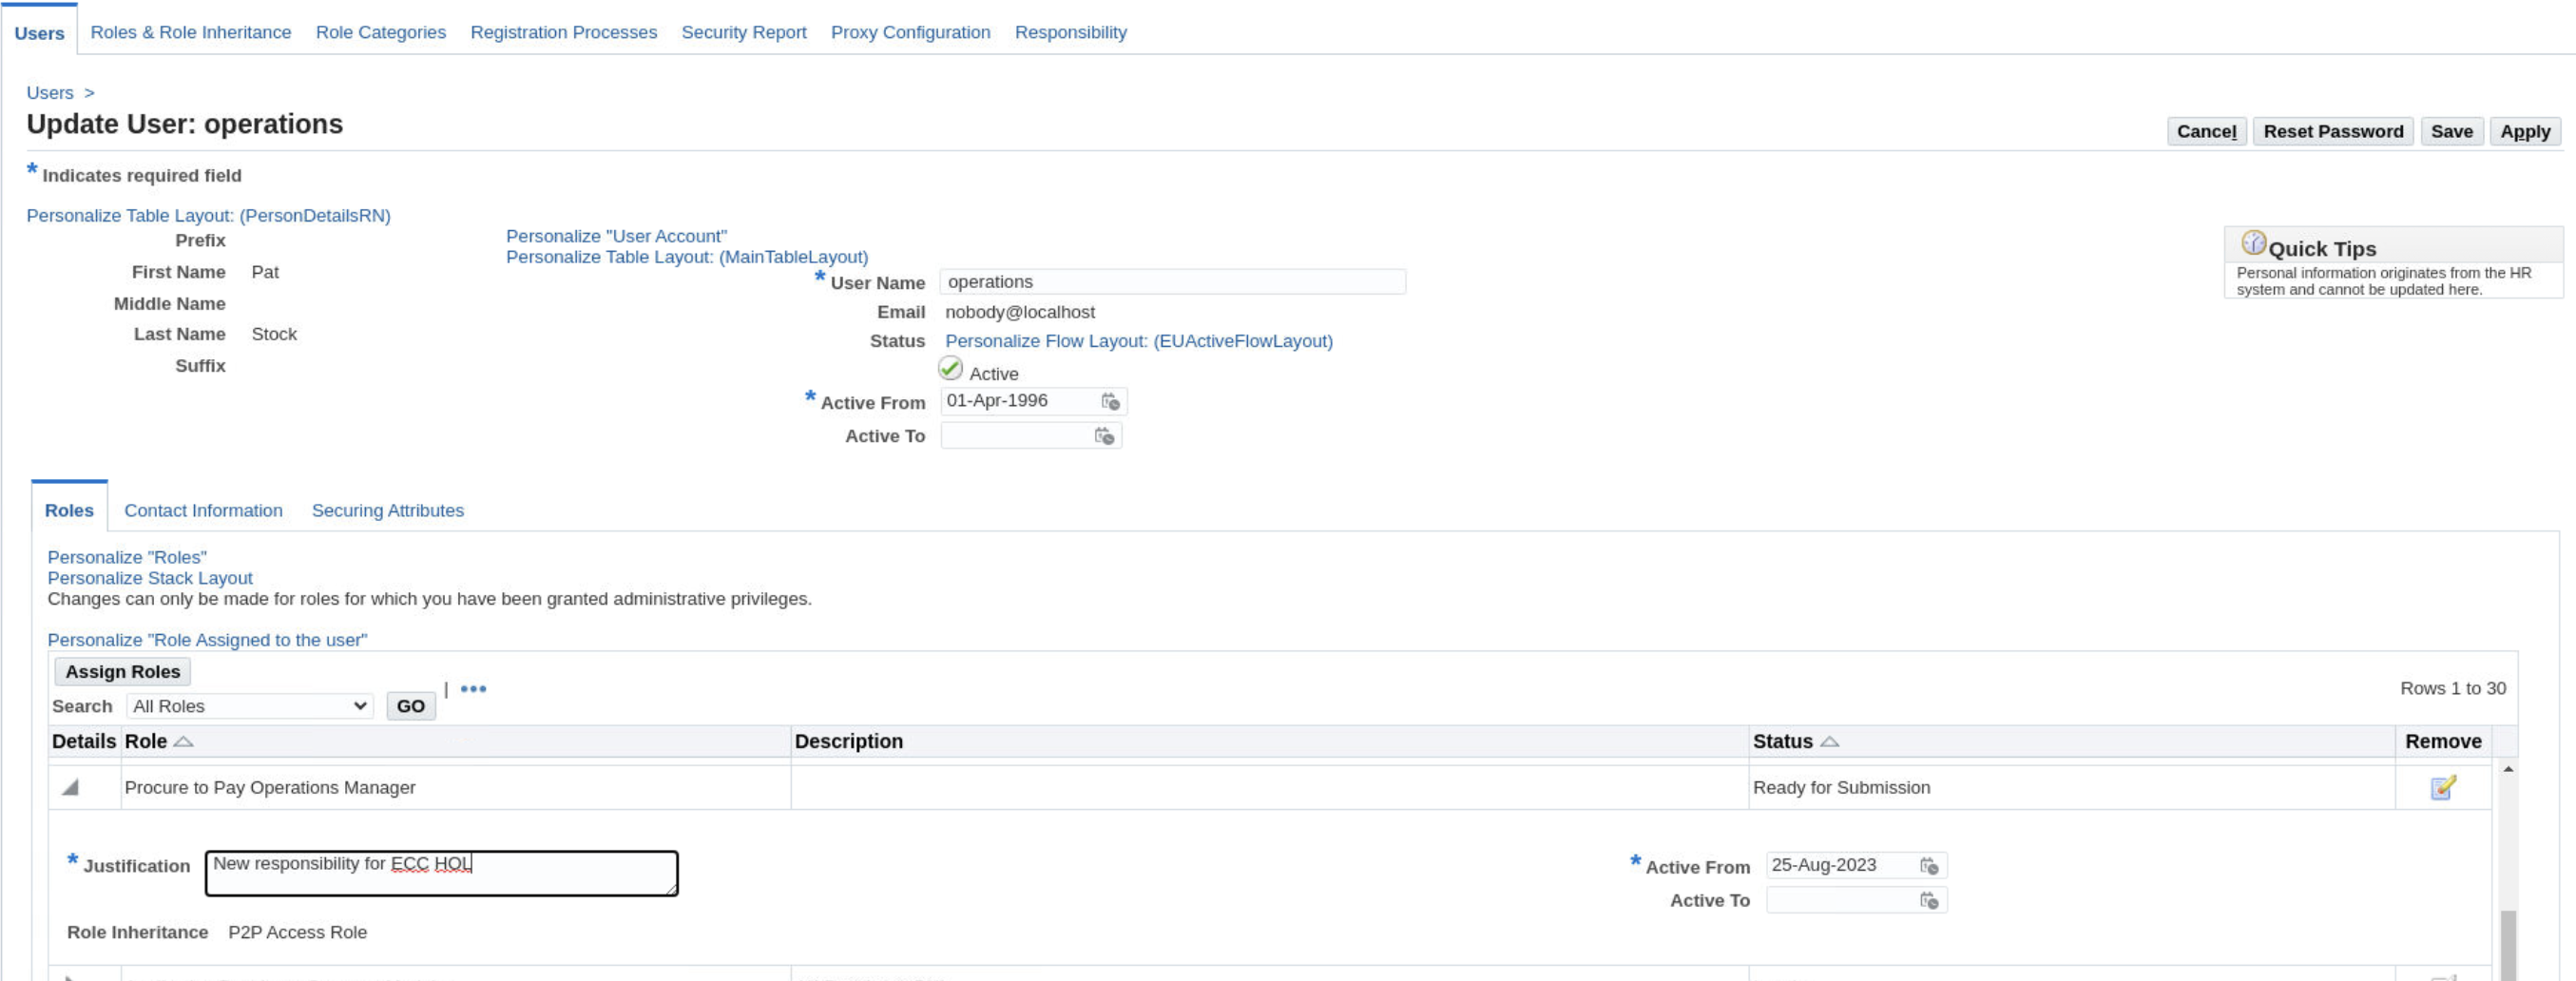 Users Roles & Role Inheritance Role Categories Registration Processes Security Report Proxy Configuration Responsibility
Users >
Update User: operations
Cancel Reset Password Save Apply
* Indicates required field
Personalize Table Layout: (PersonDetailsRN)
Prefix
First Name Pat
Middle Name
Last Name Stock
Suffix
Personalize "User Account"
Personalize Table Layout: (MainTableLayout)
* User Name operations
Email nobody@localhost
Status Personalize Flow Layout: (EUActiveFlowLayout)
Active
* Active From 01-Apr-1996
Active To
Quick Tips
Personal information originates from the HR
system and cannot be updated here.
Roles Contact Information Securing Attributes
Personalize "Roles"
Personalize Stack Layout
Changes can only be made for roles for which you have been granted administrative privileges.
Personalize "Role Assigned to the user"
Assign Roles
| •••
Search All Roles GO
Rows 1 to 30
Details Role Description Status Remove
Procure to Pay Operations Manager Ready for Submission
* Justification New responsibility for ECC HOL
* Active From 25-Aug-2023
Active To
Role Inheritance P2P Access Role